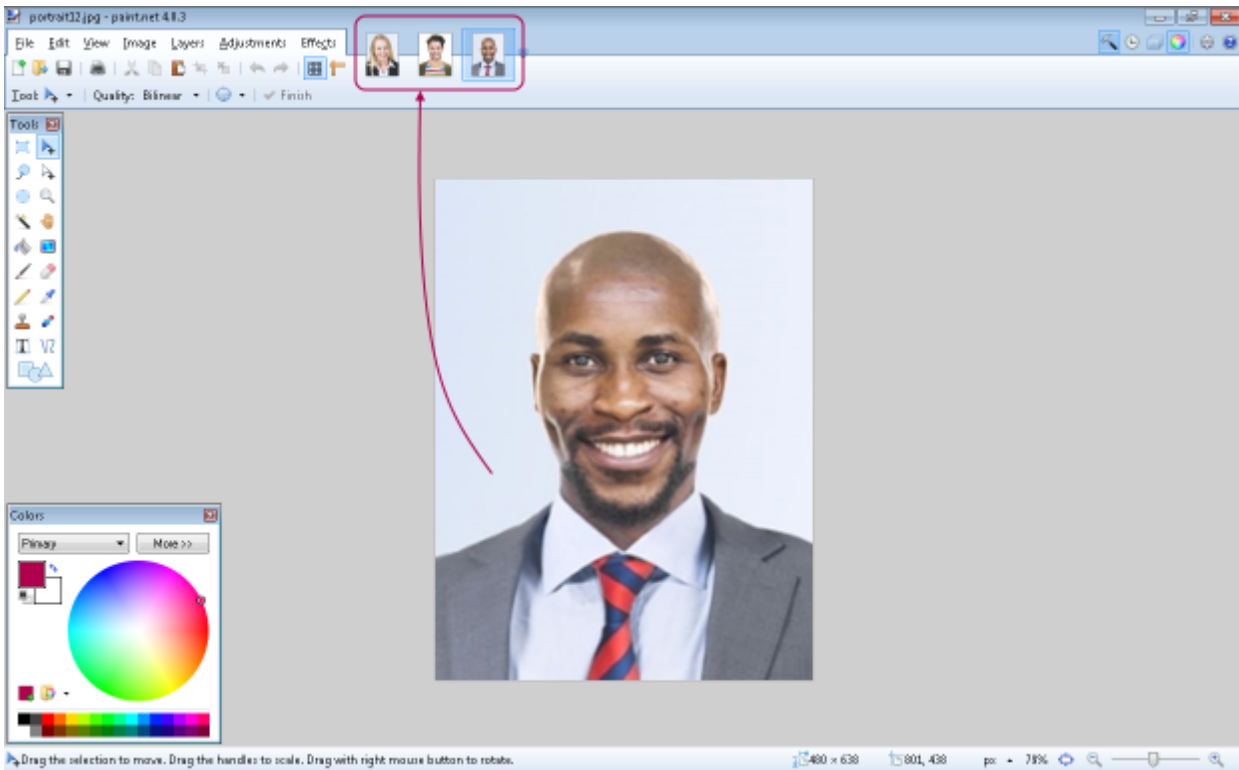 portrait12.jpg - paint.net 4.8.3
File Edit View Image Layers Adjustments Effects
Tool: Quality: Bilinear Finish
Tools
Colors
Primary More >>
Drag the selection to move. Drag the handles to scale. Drag with right mouse button to rotate. 480 × 638 801, 438 px 78%